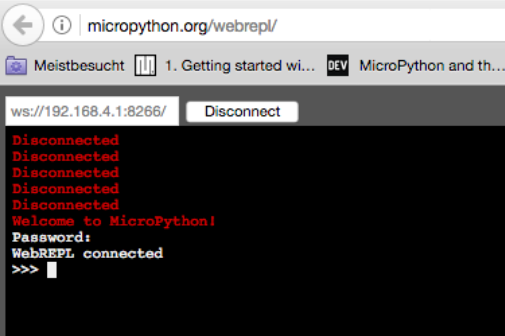 micropython.org/webrepl/
Meistbesucht 1. Getting started wi... DEV MicroPython and th...
ws://192.168.4.1:8266/ Disconnect
Disconnected
Disconnected
Disconnected
Disconnected
Disconnected
Welcome to MicroPython!
Password:
WebREPL connected
>>>